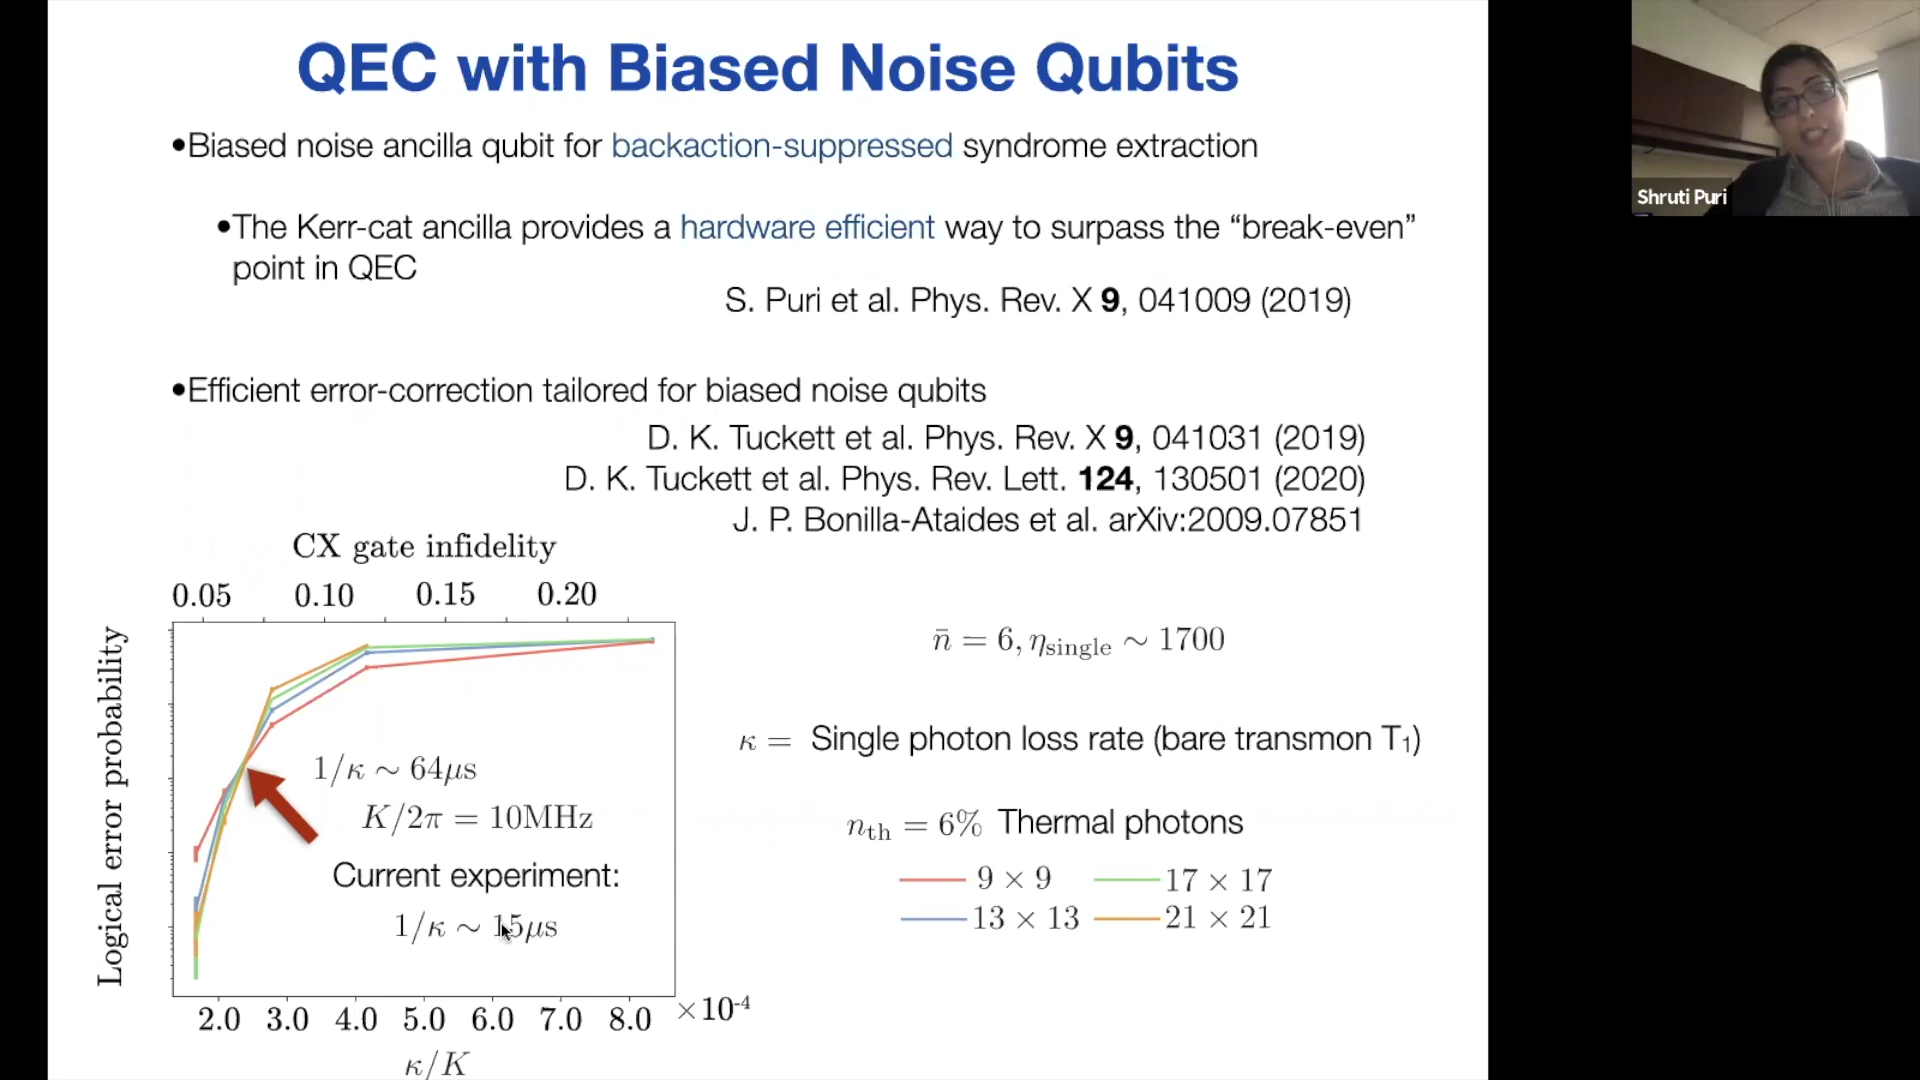 QEC with Biased Noise Qubits
•Biased noise ancilla qubit for backaction-suppressed syndrome extraction
•The Kerr-cat ancilla provides a hardware efficient way to surpass the “break-even”
point in QEC
S. Puri et al. Phys. Rev. X 9, 041009 (2019)
•Efficient error-correction tailored for biased noise qubits
D. K. Tuckett et al. Phys. Rev. X 9, 041031 (2019)
D. K. Tuckett et al. Phys. Rev. Lett. 124, 130501 (2020)
J. P. Bonilla-Ataides et al. arXiv:2009.07851
CX gate infidelity
0.05 0.10 0.15 0.20
Logical error probability
1/κ ∼ 64μs
K/2π = 10MHz
Current experiment:
1/κ ∼ 15μs
2.0 3.0 4.0 5.0 6.0 7.0 8.0 ×10⁻⁴
κ/K
n̄ = 6, η_single ∼ 1700
κ = Single photon loss rate (bare transmon T₁)
n_th = 6% Thermal photons
9 × 9 17 × 17
13 × 13 21 × 21
Shruti Puri